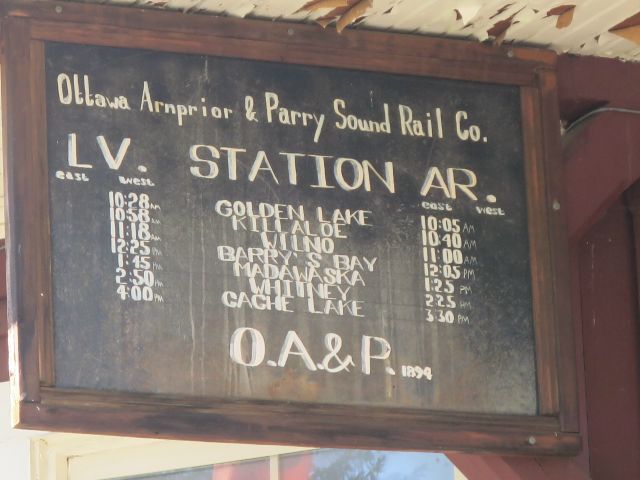 Ottawa Arnprior & Parry Sound Rail Co.
LV. STATION AR.
east west east west
10:28 AM GOLDEN LAKE 10:05 AM
10:58 AM KILLALOE 10:40 AM
11:18 AM WILNO 11:00 AM
12:25 PM BARRY'S BAY 12:05 PM
1:45 PM MADAWASKA 1:25 PM
2:50 PM WHITNEY 2:25 PM
4:00 PM CACHE LAKE 3:30 PM
O.A.&P. 1894